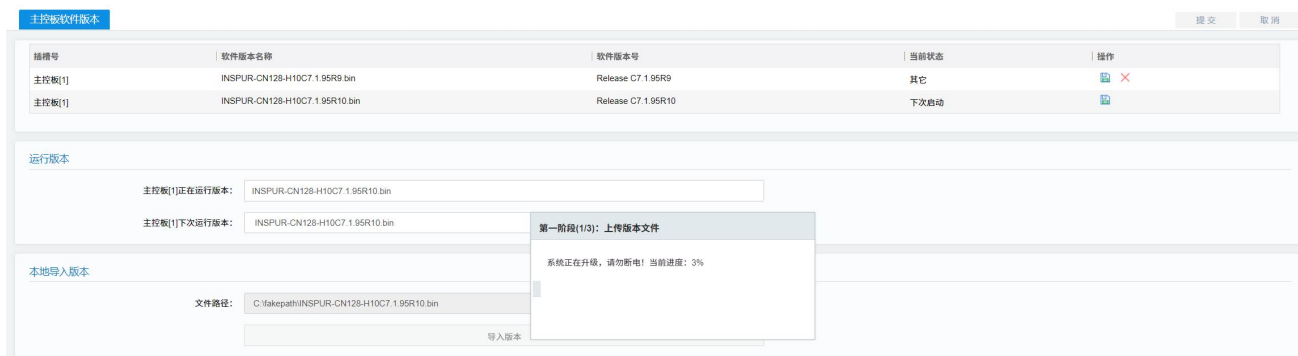 主控板软件版本
提交 取消
插槽号 软件版本名称 软件版本号 当前状态 操作
主控板[1] INSPUR-CN128-H10C7.1.95R9.bin Release C7.1.95R9 其它
主控板[1] INSPUR-CN128-H10C7.1.95R10.bin Release C7.1.95R10 下次启动
运行版本
主控板[1]正在运行版本: INSPUR-CN128-H10C7.1.95R10.bin
主控板[1]下次运行版本: INSPUR-CN128-H10C7.1.95R10.bin
第一阶段(1/3)：上传版本文件
系统正在升级，请勿断电！当前进度：3%
本地导入版本
文件路径: C:\fakepath\INSPUR-CN128-H10C7.1.95R10.bin
导入版本